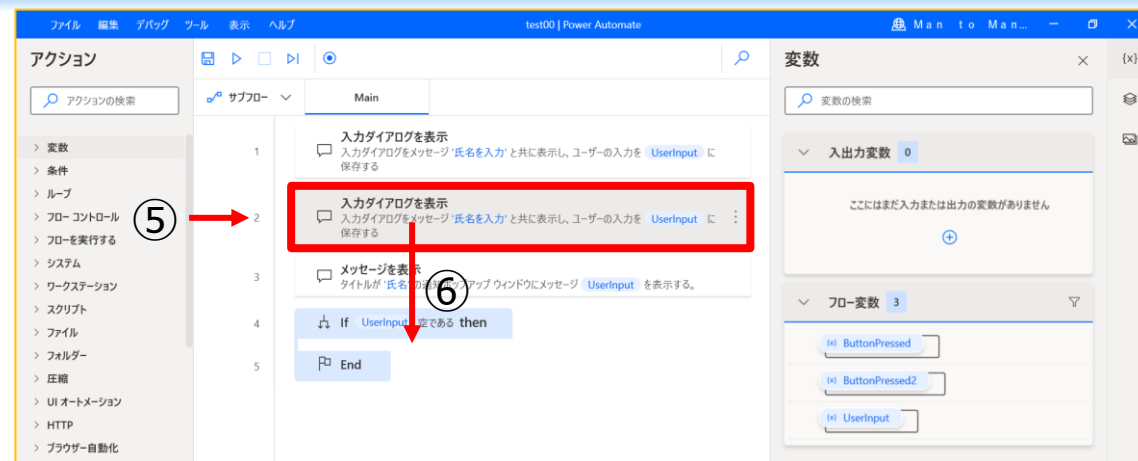 ファイル 編集 デバッグ ツール 表示 ヘルプ test00 | Power Automate Man to Man...
アクション
アクションの検索
変数
条件
ループ
フロー コントロール
フローを実行する
システム
ワークステーション
スクリプト
ファイル
フォルダー
圧縮
UI オートメーション
HTTP
ブラウザー自動化
サブフロー Main
1 入力ダイアログを表示
入力ダイアログをメッセージ '氏名を入力' と共に表示し、ユーザーの入力を UserInput に
保存する
⑤
2 入力ダイアログを表示
入力ダイアログをメッセージ '氏名を入力' と共に表示し、ユーザーの入力を UserInput に
保存する
3 メッセージを表示
タイトルが '氏名' の通知ポップアップ ウィンドウにメッセージ UserInput を表示する。
⑥
4 If UserInput 空である then
5 End
変数
{x}
変数の検索
入出力変数 0
ここにはまだ入力または出力の変数がありません
フロー変数 3
(x) ButtonPressed
(x) ButtonPressed2
(x) UserInput